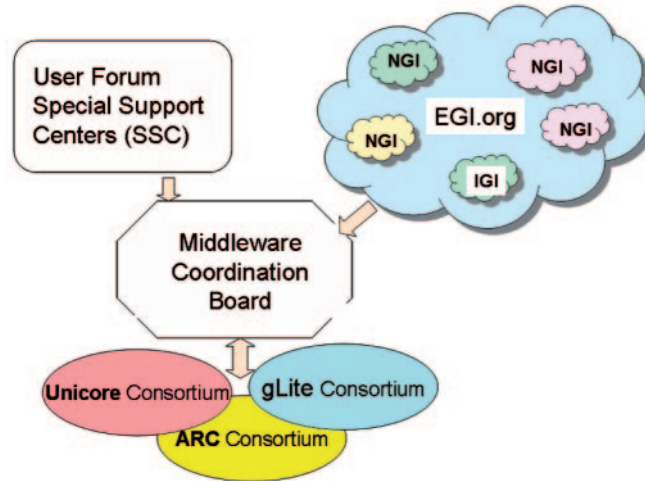 User Forum
Special Support
Centers (SSC)
NGI
NGI
EGI.org
NGI
NGI
IGI
Middleware
Coordination
Board
Unicore Consortium
gLite Consortium
ARC Consortium